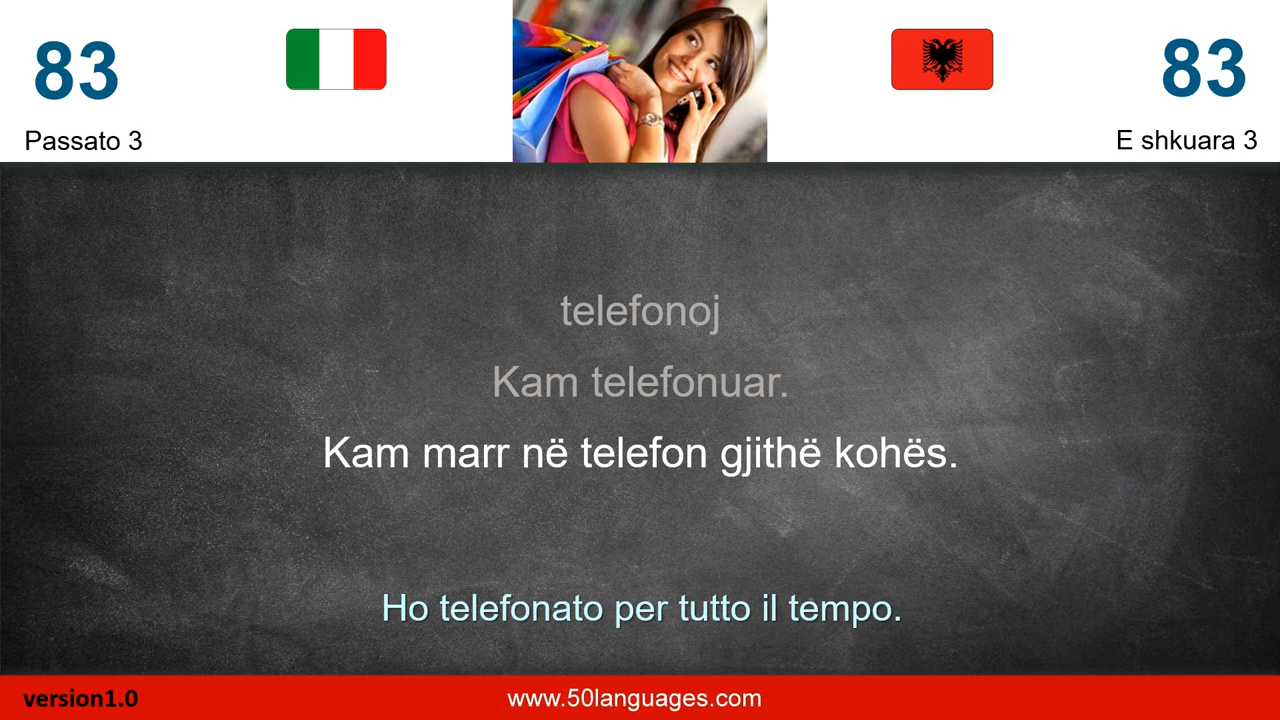 83
83
Passato 3
E shkuara 3
telefonoj
Kam telefonuar.
Kam marr në telefon gjithë kohës.
Ho telefonato per tutto il tempo.
version1.0
www.50languages.com